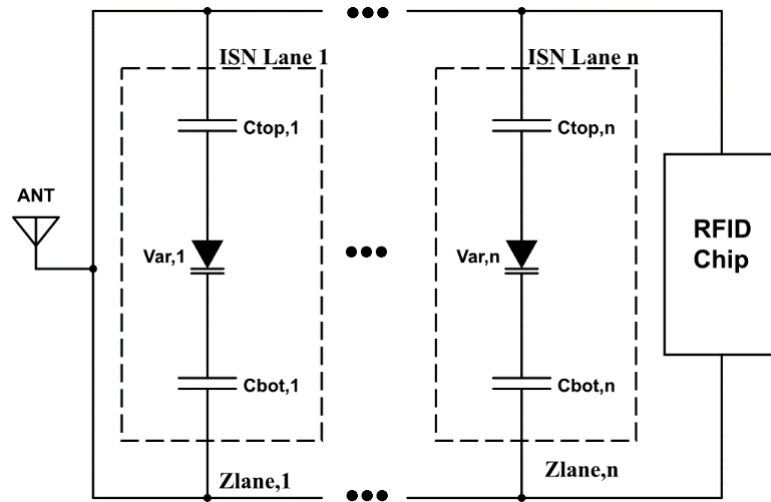 ISN Lane 1
ISN Lane n
Ctop,1
Ctop,n
ANT
RFID
Chip
Var,1
Var,n
Cbot,1
Cbot,n
Zlane,1
Zlane,n